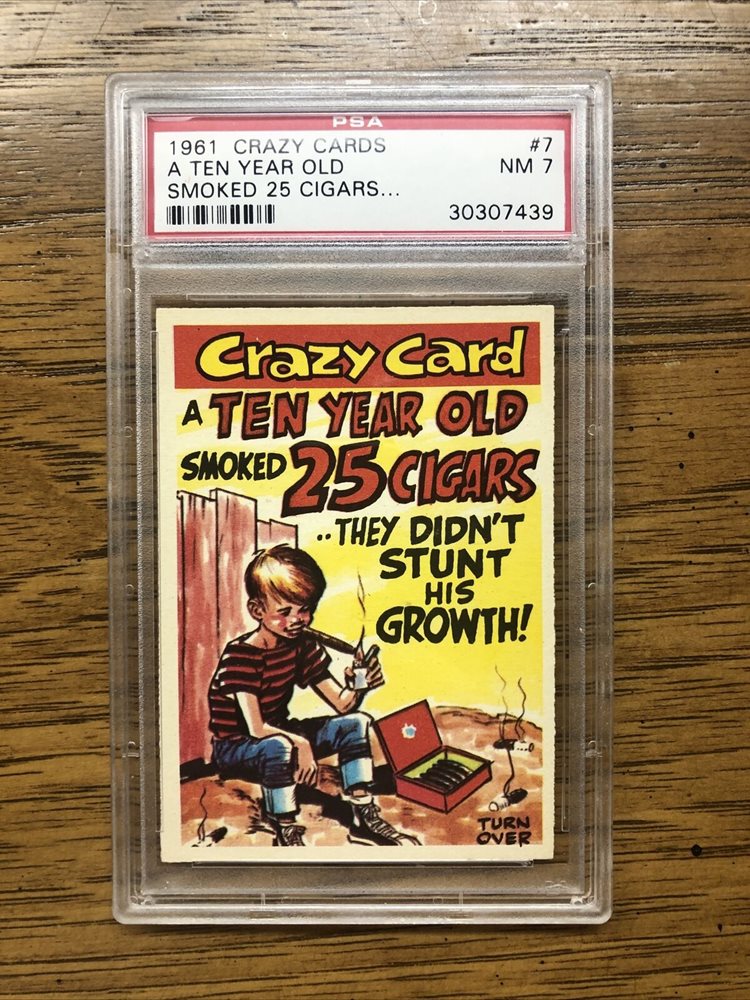 PSA
1961 CRAZY CARDS #7
A TEN YEAR OLD NM 7
SMOKED 25 CIGARS...
30307439
Crazy Card
A TEN YEAR OLD
SMOKED 25 CIGARS
..THEY DIDN'T
STUNT
HIS
GROWTH!
TURN
OVER